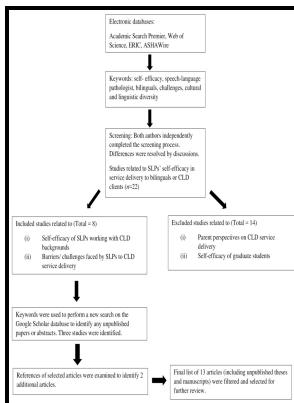 Electronic databases:
Academic Search Premier, Web
of Science, ERIC, ASHAWire
Keywords: self- efficacy, speech-language
pathologist, bilinguals, challenges, cultural
and linguistic diversity
Screening: Both authors independently
completed the screening process.
Differences were resolved by discussions.
Studies related to SLPs' self-efficacy in
service delivery to bilinguals or CLD
clients (n=22)
Included studies related to (Total = 8)
(i) Self-efficacy of SLPs working with CLD
backgrounds
(ii) Barriers/ challenges faced by SLPs to CLD
service delivery
Excluded studies related to (Total = 14)
(i) Parent perspectives on CLD service
delivery
(ii) Self-efficacy of graduate students
Keywords were used to perform a new search on
the Google Scholar database to identify any
unpublished papers or abstracts. Three studies
were identified.
References of selected articles were examined to identify 2
additional articles.
Final list of 13 articles (including unpublished theses
and manuscripts) were filtered and selected for
further review.